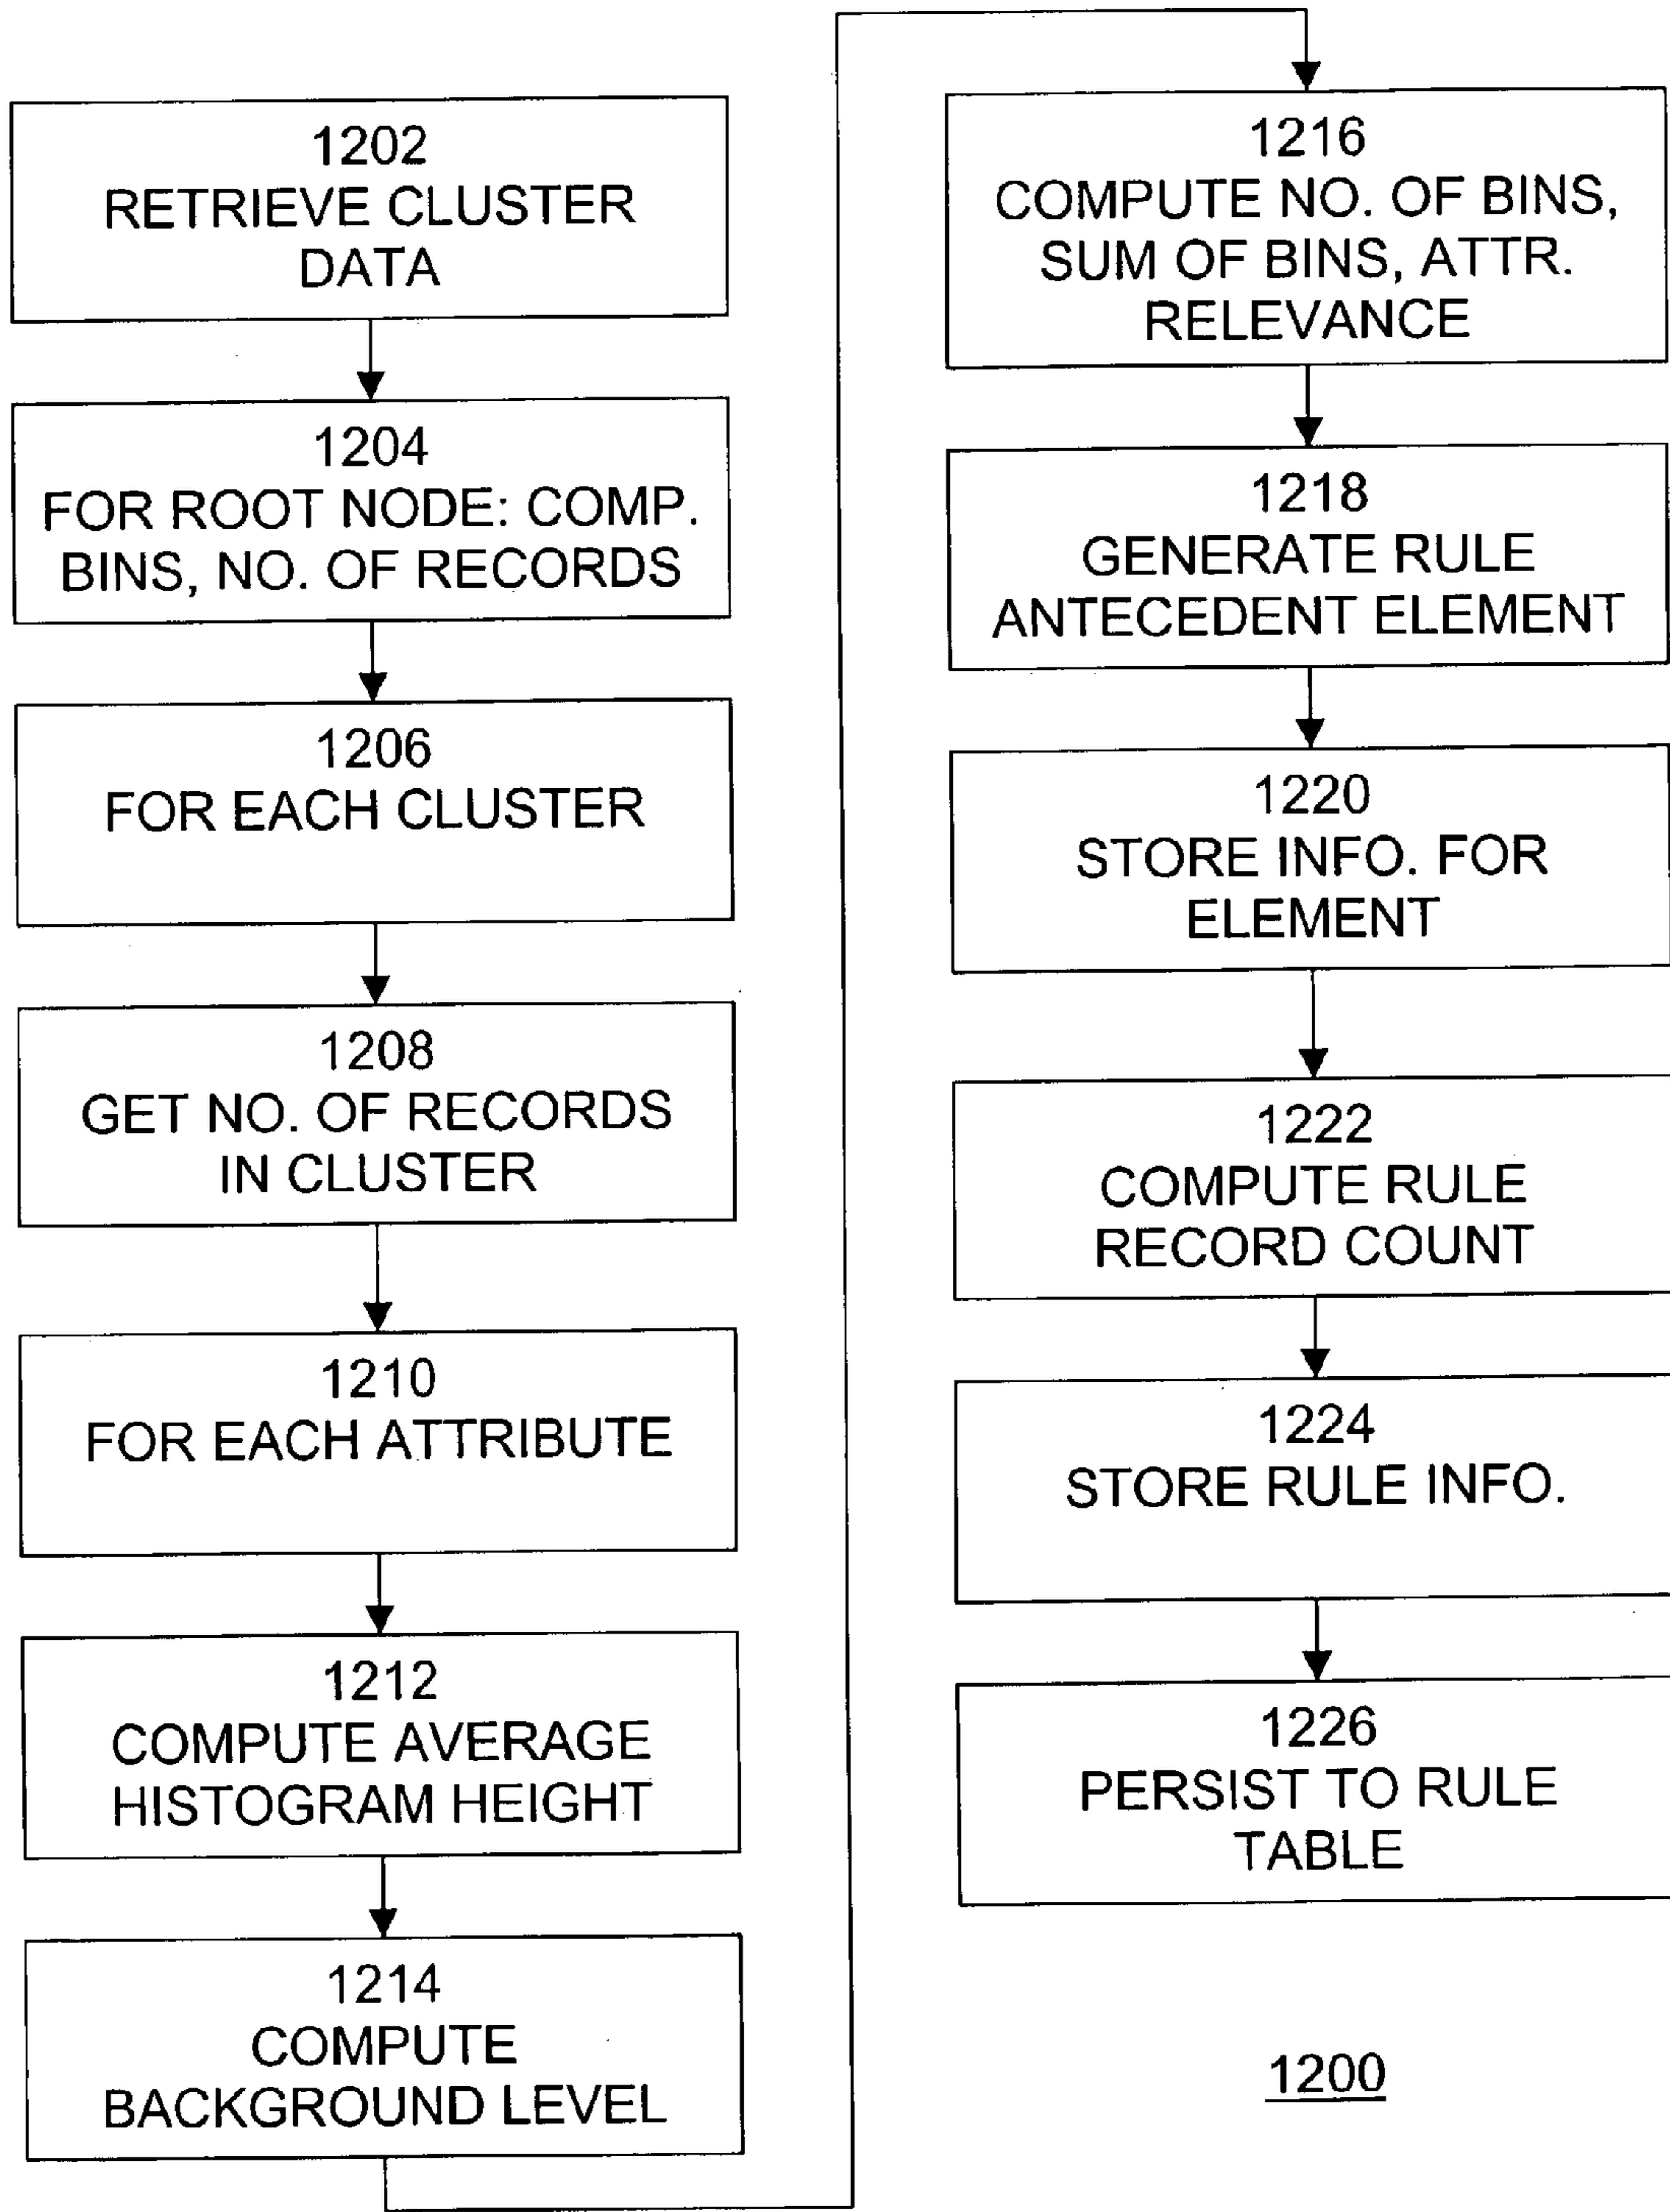 1202
RETRIEVE CLUSTER
DATA
1204
FOR ROOT NODE: COMP.
BINS, NO. OF RECORDS
1206
FOR EACH CLUSTER
1208
GET NO. OF RECORDS
IN CLUSTER
1210
FOR EACH ATTRIBUTE
1212
COMPUTE AVERAGE
HISTOGRAM HEIGHT
1214
COMPUTE
BACKGROUND LEVEL
1216
COMPUTE NO. OF BINS,
SUM OF BINS, ATTR.
RELEVANCE
1218
GENERATE RULE
ANTECEDENT ELEMENT
1220
STORE INFO. FOR
ELEMENT
1222
COMPUTE RULE
RECORD COUNT
1224
STORE RULE INFO.
1226
PERSIST TO RULE
TABLE
1200